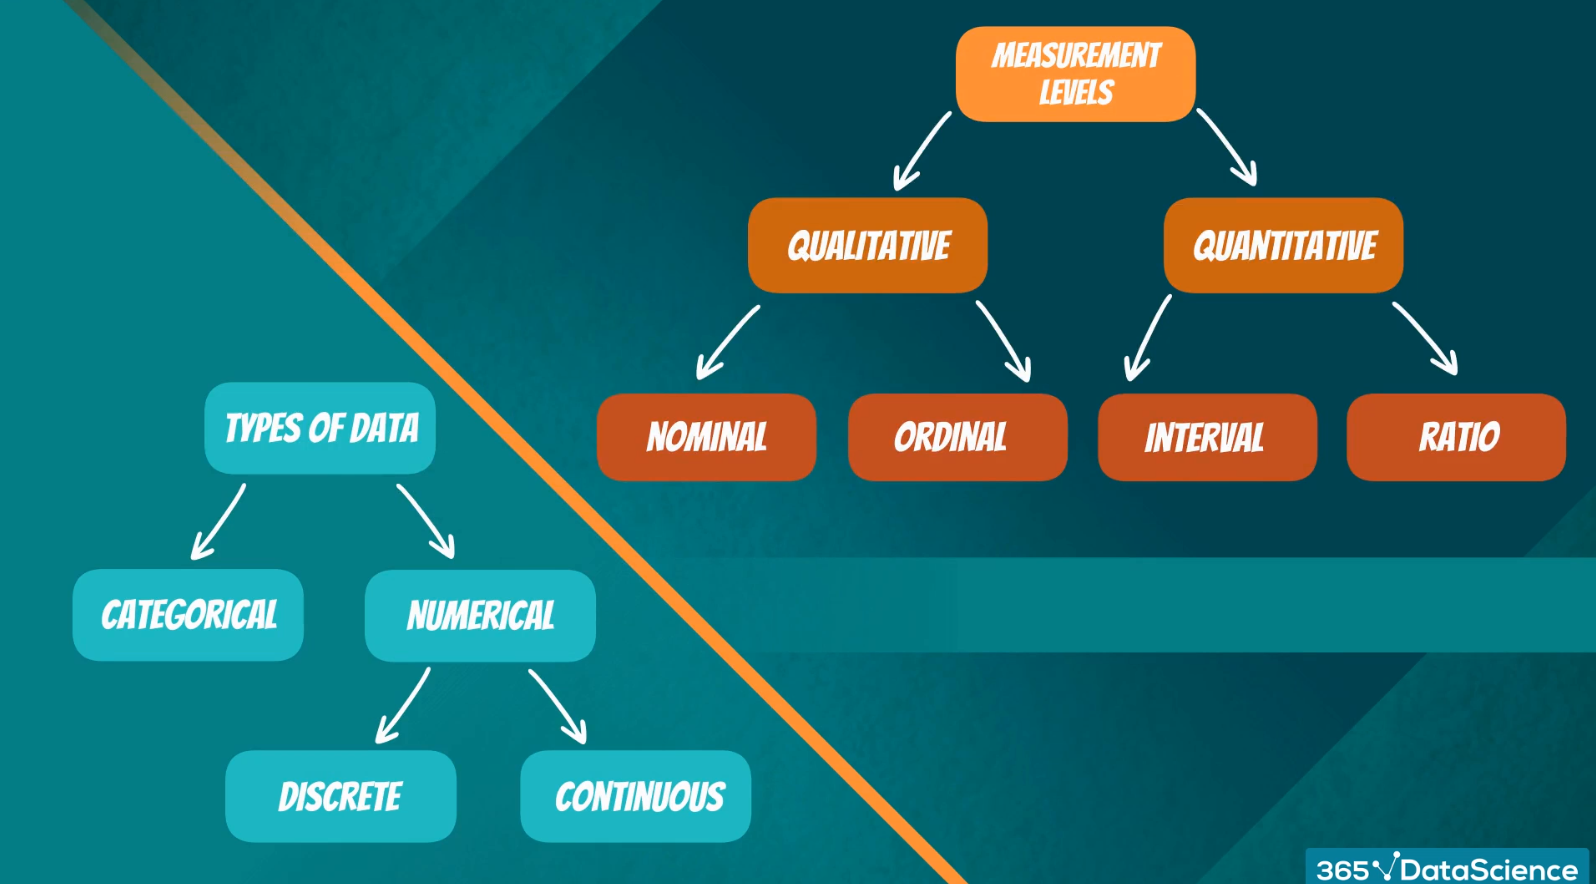 MEASUREMENT
LEVELS
QUALITATIVE
QUANTITATIVE
NOMINAL
ORDINAL
INTERVAL
RATIO
TYPES OF DATA
CATEGORICAL
NUMERICAL
DISCRETE
CONTINUOUS
365 DataScience